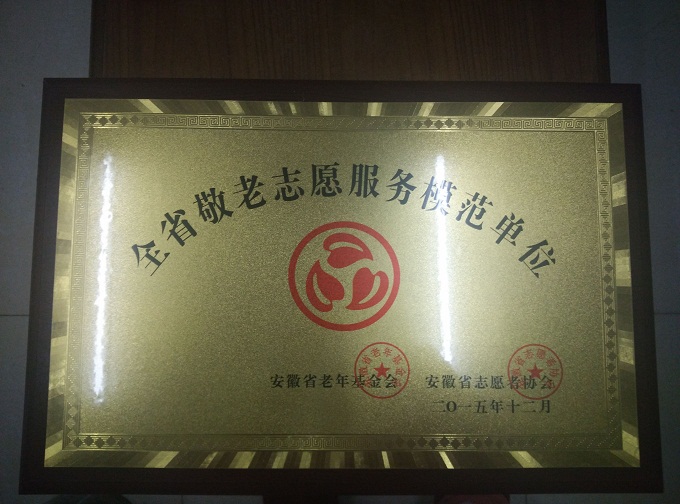 全省敬老志愿服务模范单位
安徽省老年基金会 安徽省志愿者协会
二〇一五年十二月